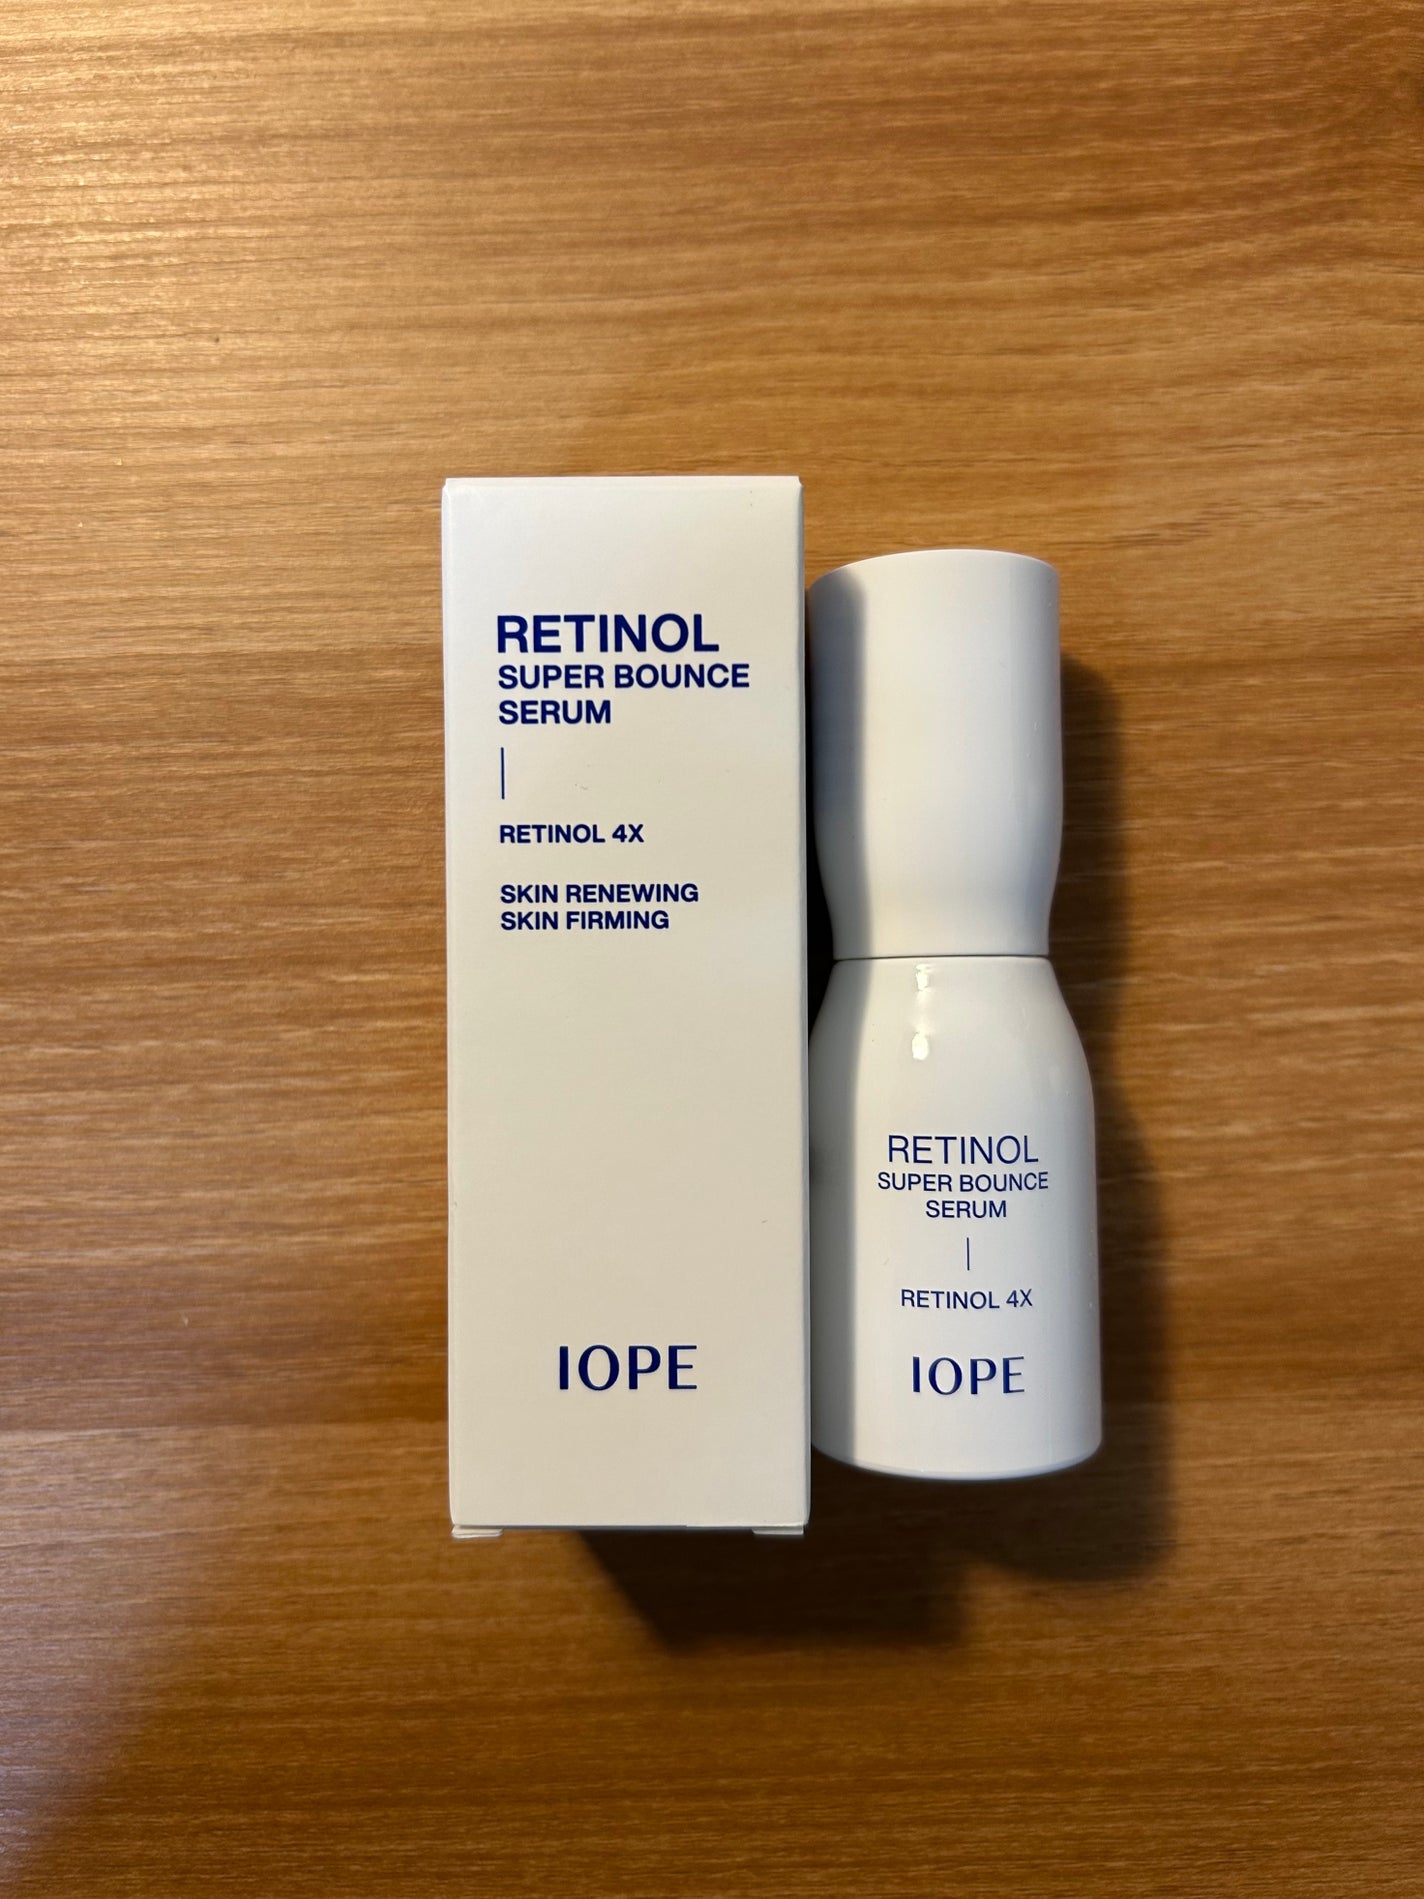 RETINOL
SUPER BOUNCE
SERUM
RETINOL 4X
SKIN RENEWING
SKIN FIRMING
IOPE
RETINOL
SUPER BOUNCE
SERUM
RETINOL 4X
IOPE